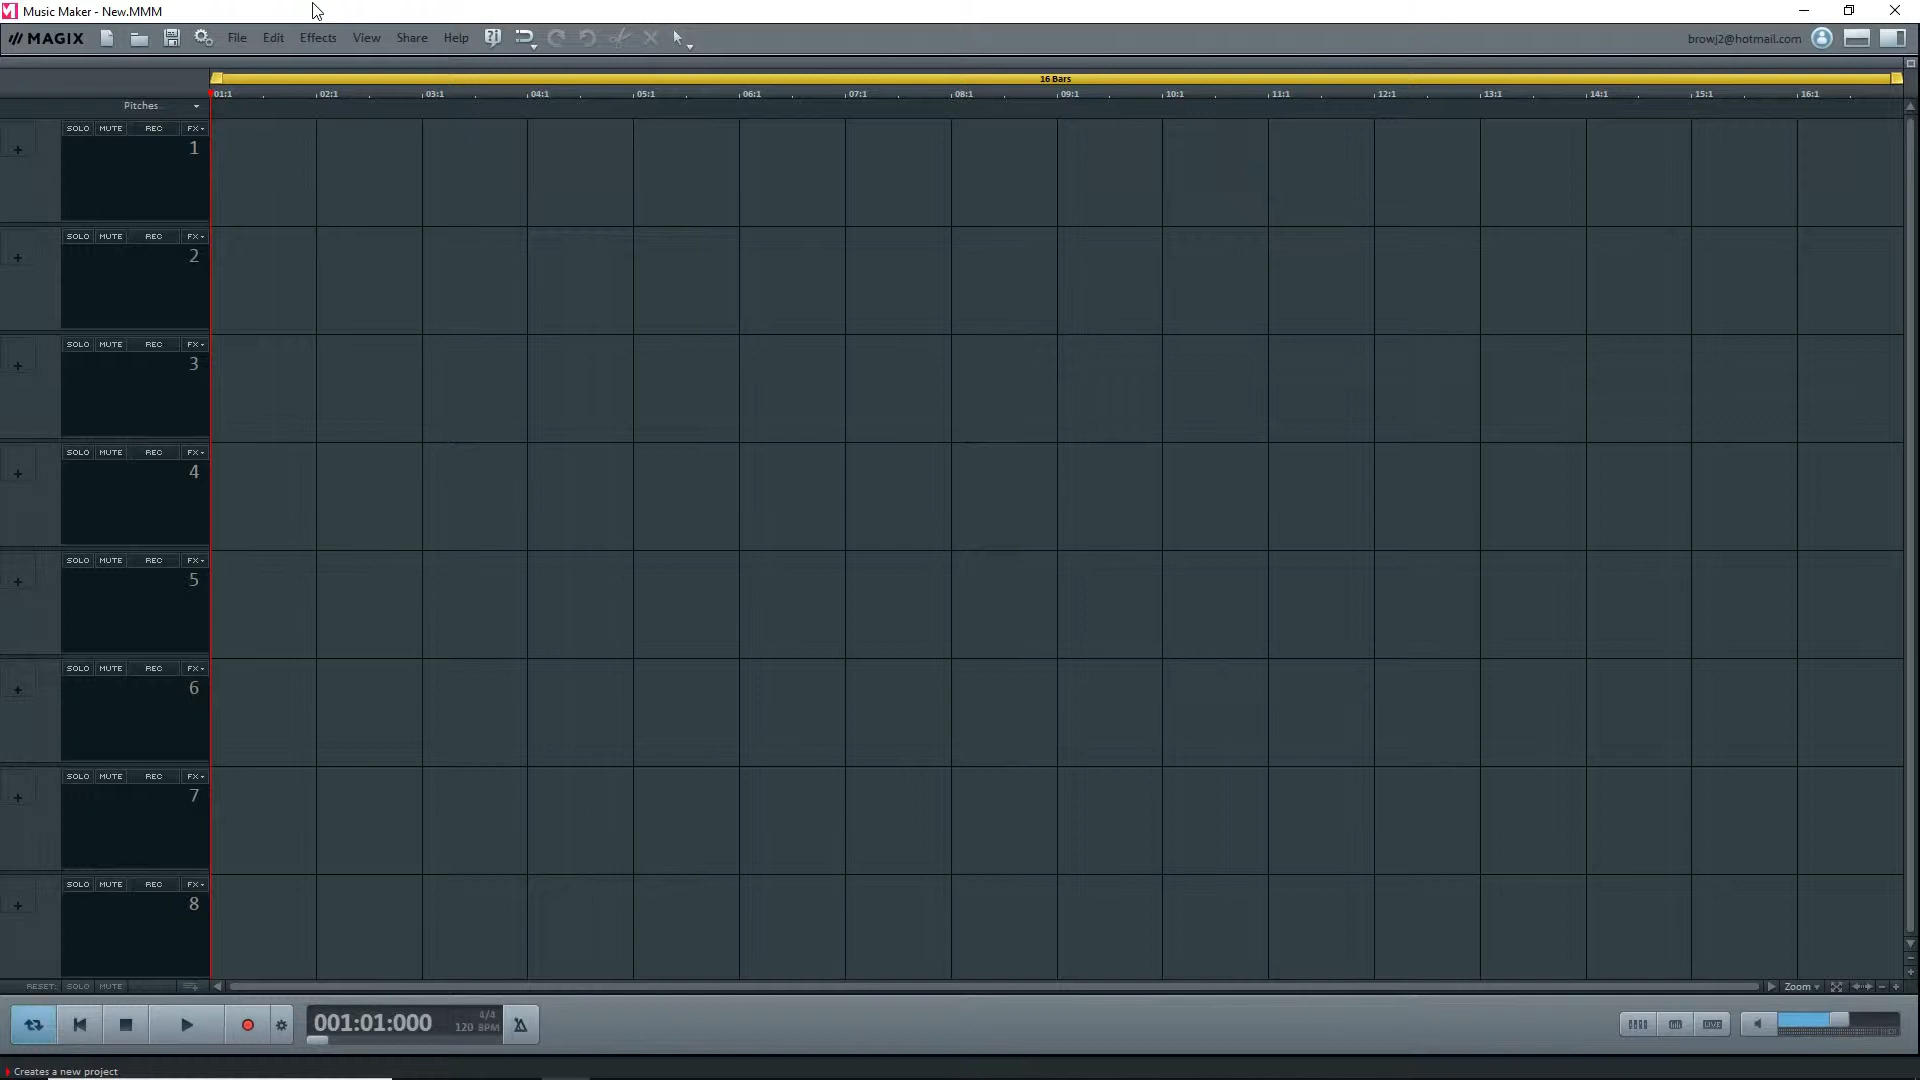 Music Maker - New.MMM
MAGIX File Edit Effects View Share Help browj2@hotmail.com
16 Bars
01:1 02:1 03:1 04:1 05:1 06:1 07:1 08:1 09:1 10:1 11:1 12:1 13:1 14:1 15:1 16:1
Pitches
SOLO MUTE REC FX
1
SOLO MUTE REC FX
2
SOLO MUTE REC FX
3
SOLO MUTE REC FX
4
SOLO MUTE REC FX
5
SOLO MUTE REC FX
6
SOLO MUTE REC FX
7
SOLO MUTE REC FX
8
RESET: SOLO MUTE Zoom
001:01:000 4/4
120 BPM
LIVE
Creates a new project